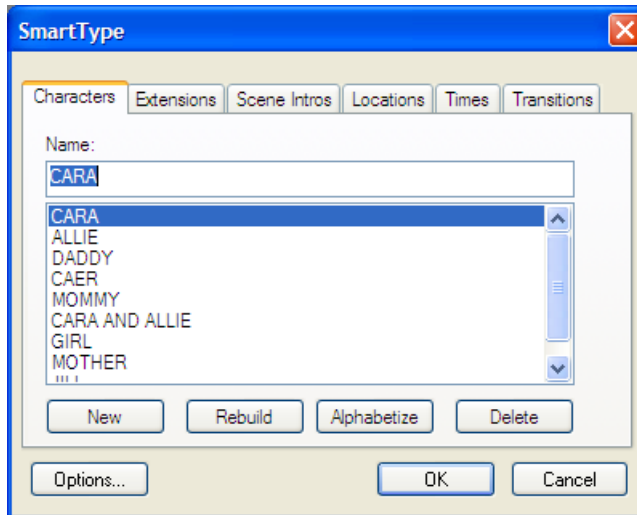 SmartType
Characters Extensions Scene Intros Locations Times Transitions
Name:
CARA
CARA
ALLIE
DADDY
CAER
MOMMY
CARA AND ALLIE
GIRL
MOTHER
New Rebuild Alphabetize Delete
Options... OK Cancel